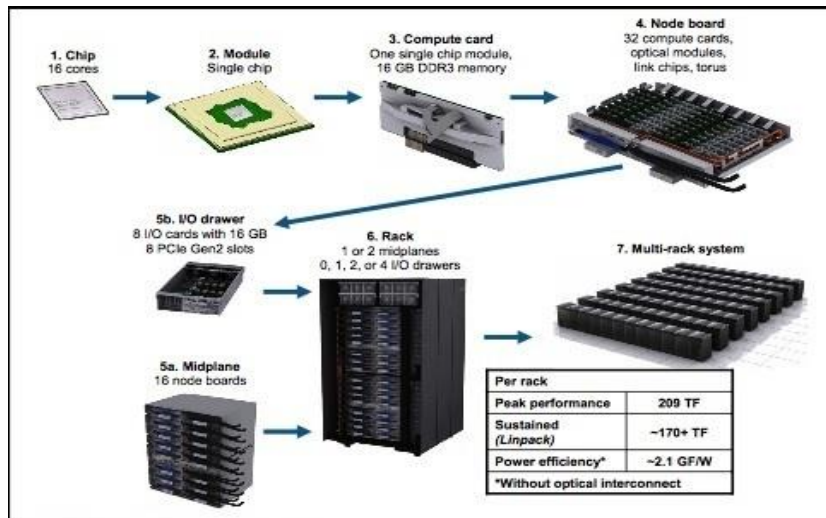 1. Chip
16 cores
2. Module
Single chip
3. Compute card
One single chip module,
16 GB DDR3 memory
4. Node board
32 compute cards,
optical modules,
link chips, torus
5b. I/O drawer
8 I/O cards with 16 GB
8 PCIe Gen2 slots
6. Rack
1 or 2 midplanes
0, 1, 2, or 4 I/O drawers
7. Multi-rack system
5a. Midplane
16 node boards
Per rack
Peak performance 209 TF
Sustained ~170+ TF
(Linpack)
Power efficiency* ~2.1 GF/W
*Without optical interconnect